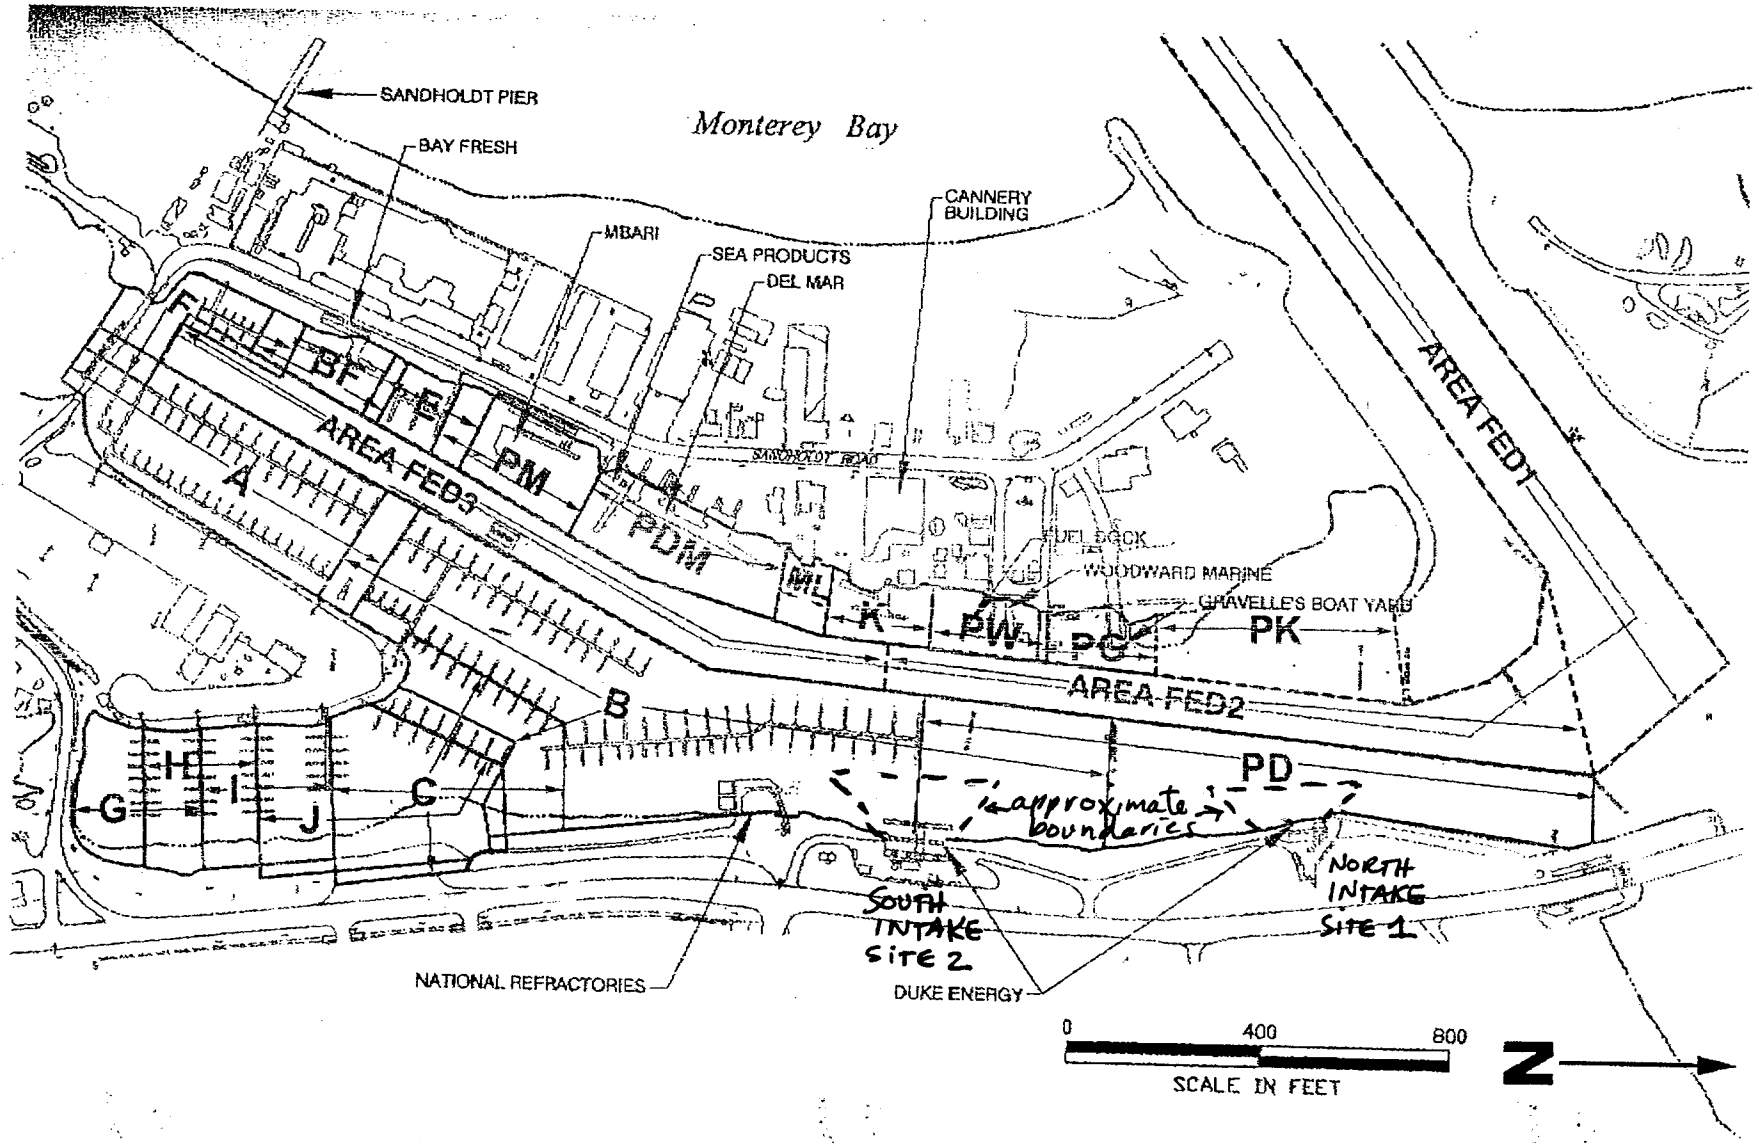 SANDHOLDT PIER
BAY FRESH
Monterey Bay
CANNERY
BUILDING
MBARI
SEA PRODUCTS
DEL MAR
F
BF
E
AREA FED3
PM
A
PDM
SANDHOLDT ROAD
AREA FED1
FUEL DOCK
WOODWARD MARINE
GRAVELLE'S BOAT YARD
ML
K
PW
PG
PK
AREA FED2
B
PD
H
I
G
J
C
approximate
boundaries
SOUTH
INTAKE
SITE 2
NORTH
INTAKE
SITE 1
NATIONAL REFRACTORIES
DUKE ENERGY
0 400 800
SCALE IN FEET
N